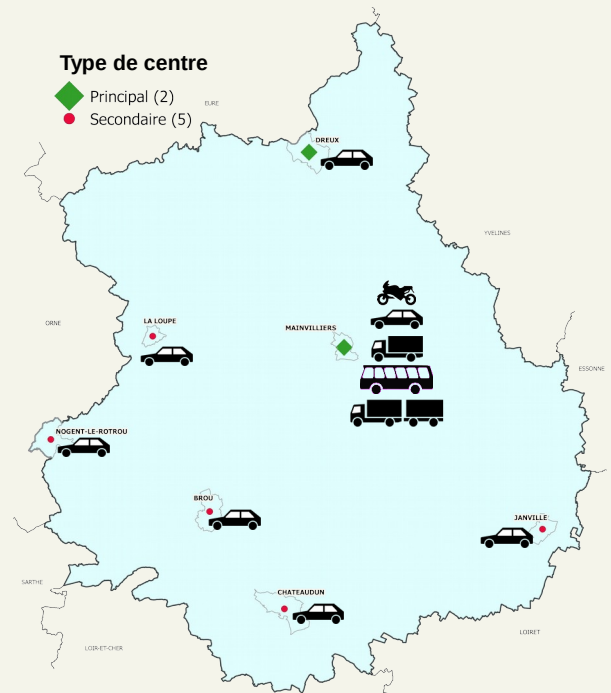 Type de centre
Principal (2)
Secondaire (5)
EURE
DREUX
YVELINES
ORNE
LA LOUPE
MAINVILLIERS
ESSONNE
NOGENT-LE-ROTROU
BROU
JANVILLE
SARTHE
CHATEAUDUN
LOIRET
LOIR-ET-CHER